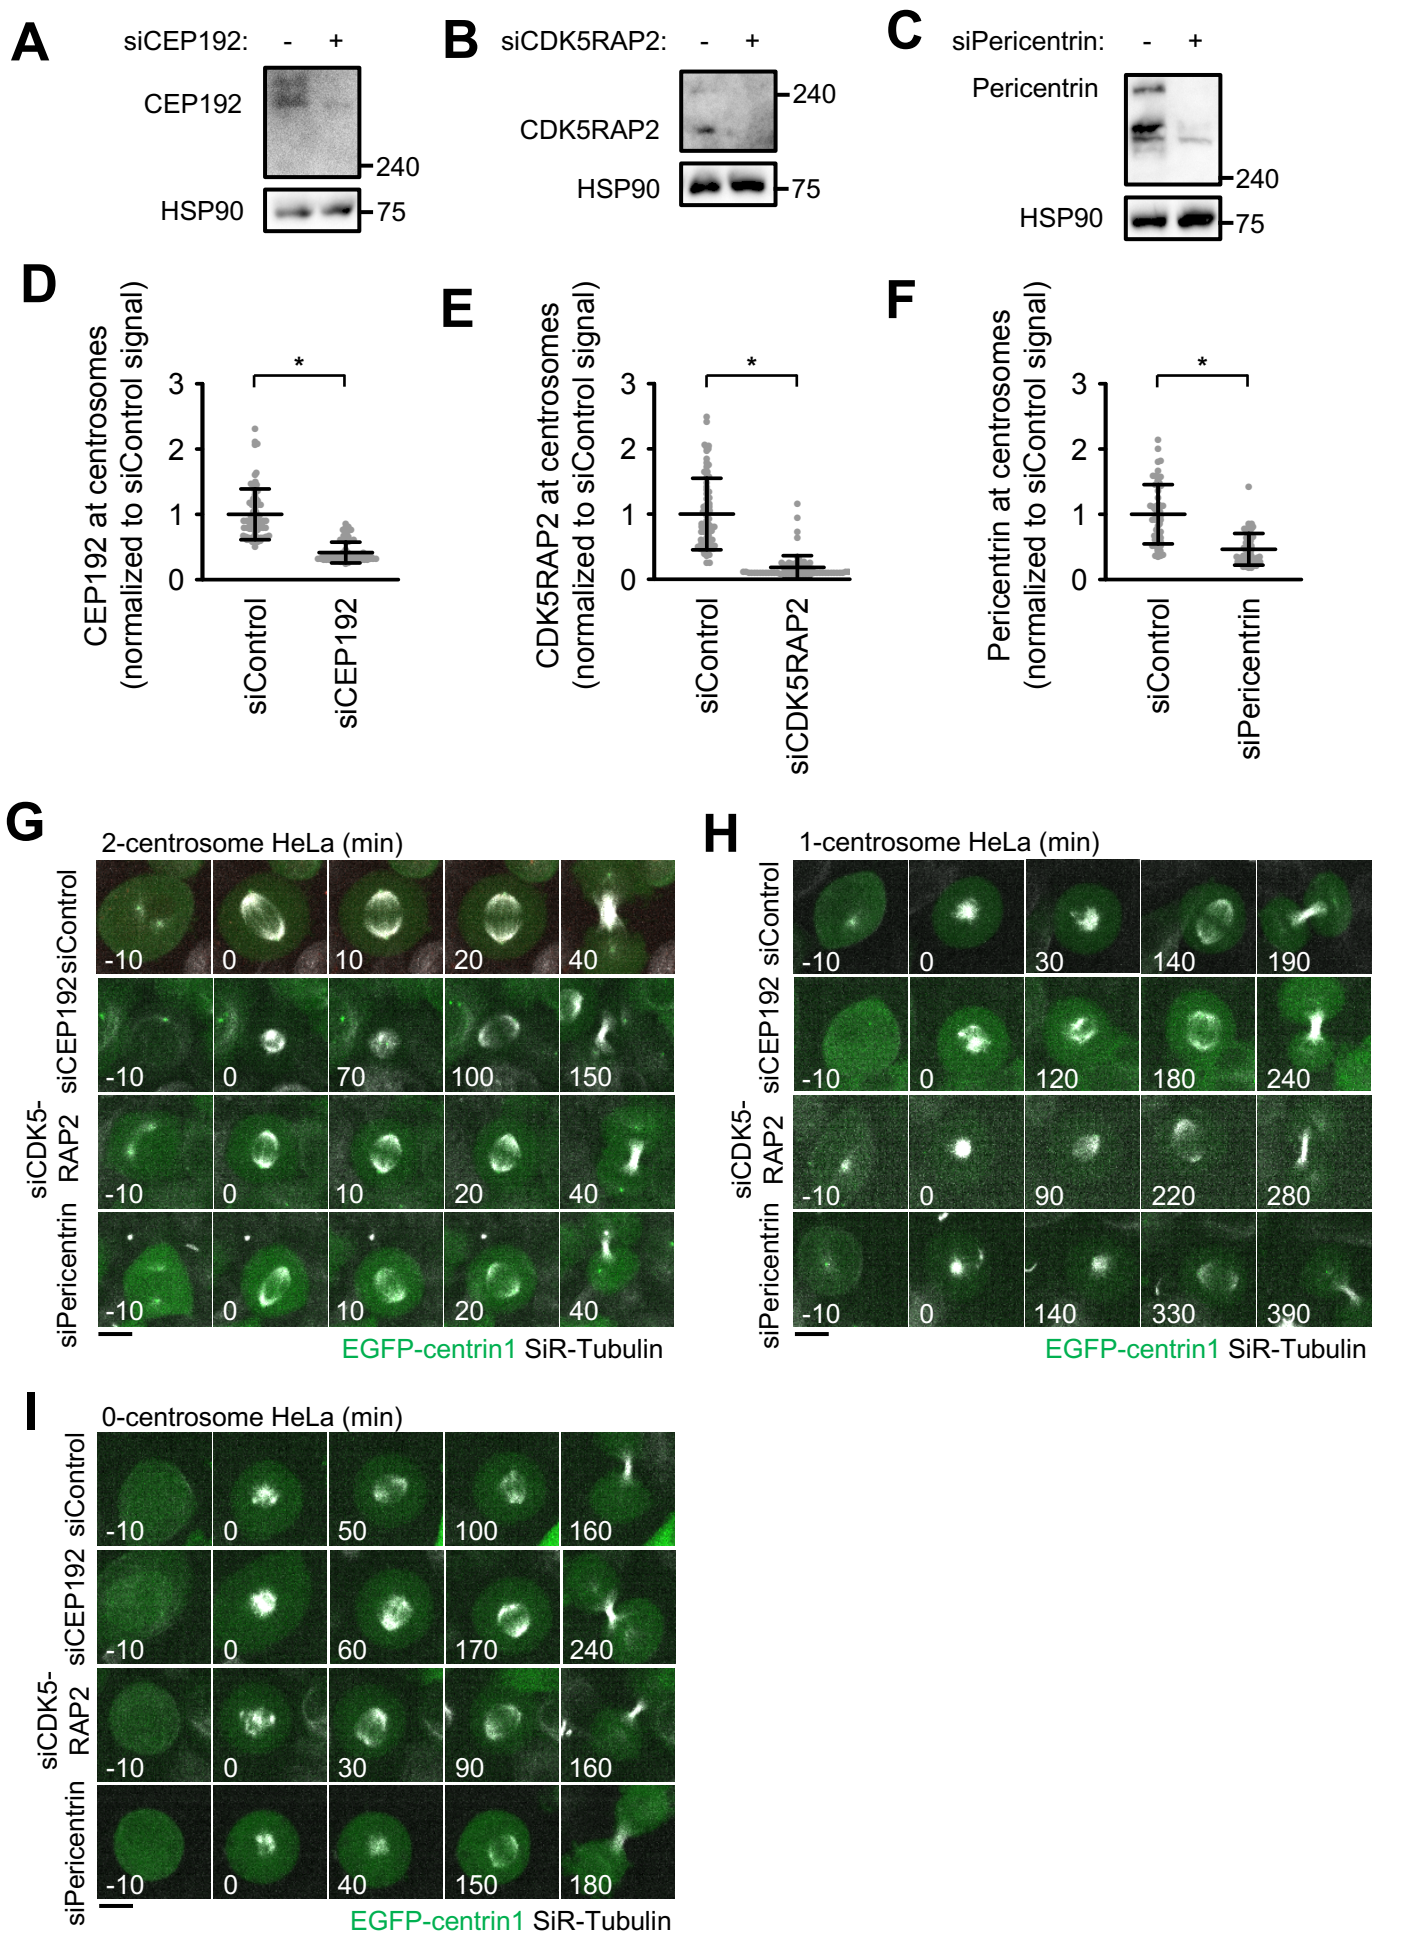 A
siCEP192: - +
CEP192
240
HSP90
75
B
siCDK5RAP2: - +
240
CDK5RAP2
HSP90
75
C
siPericentrin: - +
Pericentrin
240
HSP90
75
D
CEP192 at centrosomes
(normalized to siControl signal)
*
3
2
1
0
siControl
siCEP192
E
CDK5RAP2 at centrosomes
(normalized to siControl signal)
*
3
2
1
0
siControl
siCDK5RAP2
F
Pericentrin at centrosomes
(normalized to siControl signal)
*
3
2
1
0
siControl
siPericentrin
G
2-centrosome HeLa (min)
siControl
-10 0 10 20 40
siCEP192
-10 0 70 100 150
siCDK5-
RAP2
-10 0 10 20 40
siPericentrin
-10 0 10 20 40
EGFP-centrin1 SiR-Tubulin
H
1-centrosome HeLa (min)
siControl
-10 0 30 140 190
siCEP192
-10 0 120 180 240
siCDK5-
RAP2
-10 0 90 220 280
siPericentrin
-10 0 140 330 390
EGFP-centrin1 SiR-Tubulin
I
0-centrosome HeLa (min)
siControl
-10 0 50 100 160
siCEP192
-10 0 60 170 240
siCDK5-
RAP2
-10 0 30 90 160
siPericentrin
-10 0 40 150 180
EGFP-centrin1 SiR-Tubulin